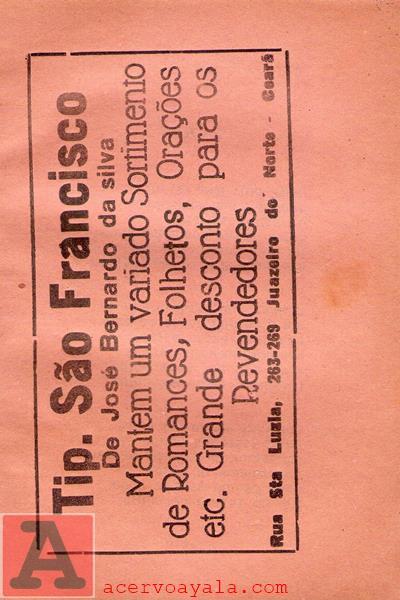 Tip. São Francisco
De José Bernardo da silva
Mantem um variado Sortimento
de Romances, Folhetos, Orações
etc. Grande desconto para os
Revendedores
Rua Sta Luzia, 263-269 Juazeiro do Norte - Ceará
A
acervoayala.com